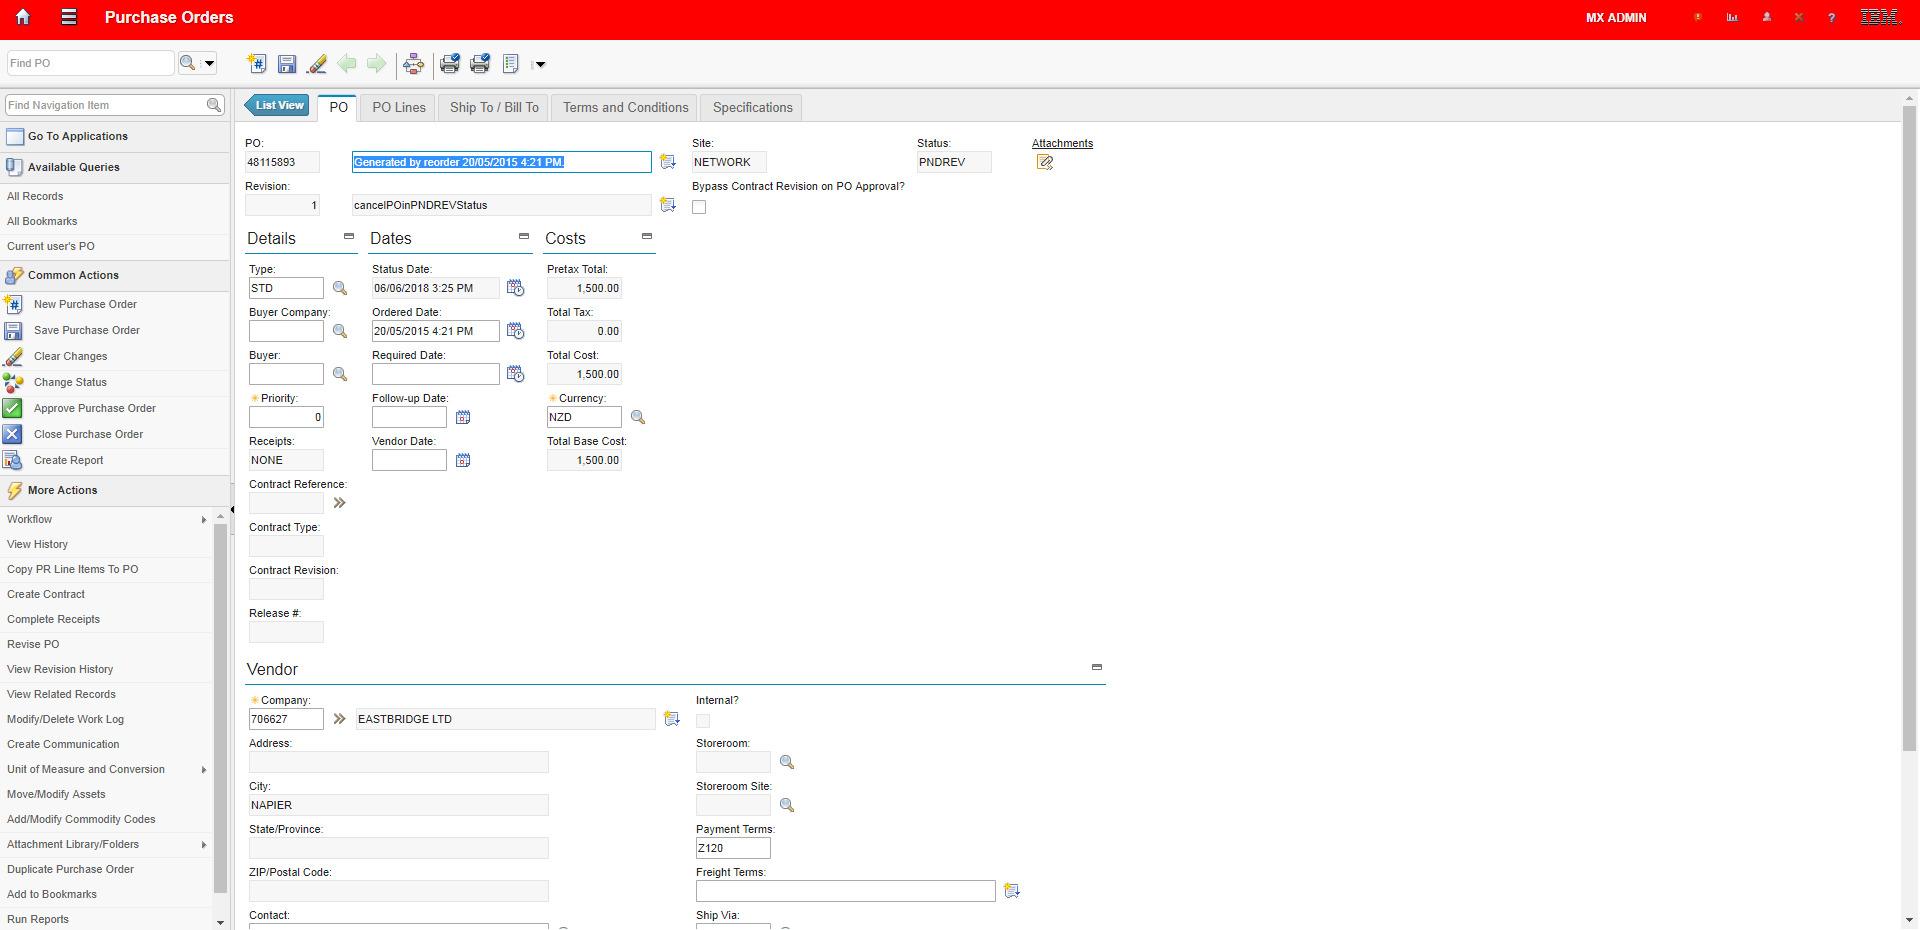 Purchase Orders
MX ADMIN
?
IBM.
Find PO
Find Navigation Item
Go To Applications
Available Queries
All Records
All Bookmarks
Current user's PO
Common Actions
New Purchase Order
Save Purchase Order
Clear Changes
Change Status
Approve Purchase Order
Close Purchase Order
Create Report
More Actions
Workflow
View History
Copy PR Line Items To PO
Create Contract
Complete Receipts
Revise PO
View Revision History
View Related Records
Modify/Delete Work Log
Create Communication
Unit of Measure and Conversion
Move/Modify Assets
Add/Modify Commodity Codes
Attachment Library/Folders
Duplicate Purchase Order
Add to Bookmarks
Run Reports
List View
PO
PO Lines
Ship To / Bill To
Terms and Conditions
Specifications
PO:
48115893
Generated by reorder 20/05/2015 4:21 PM.
Site:
NETWORK
Status:
PNDREV
Attachments
Revision:
1
cancelPOinPNDREVStatus
Bypass Contract Revision on PO Approval?
Details
Type:
STD
Buyer Company:
Buyer:
Priority:
0
Receipts:
NONE
Contract Reference:
Contract Type:
Contract Revision:
Release #:
Dates
Status Date:
06/06/2018 3:25 PM
Ordered Date:
20/05/2015 4:21 PM
Required Date:
Follow-up Date:
Vendor Date:
Costs
Pretax Total:
1,500.00
Total Tax:
0.00
Total Cost:
1,500.00
Currency:
NZD
Total Base Cost:
1,500.00
Vendor
Company:
706627
EASTBRIDGE LTD
Address:
City:
NAPIER
State/Province:
ZIP/Postal Code:
Contact:
Internal?
Storeroom:
Storeroom Site:
Payment Terms:
Z120
Freight Terms:
Ship Via: